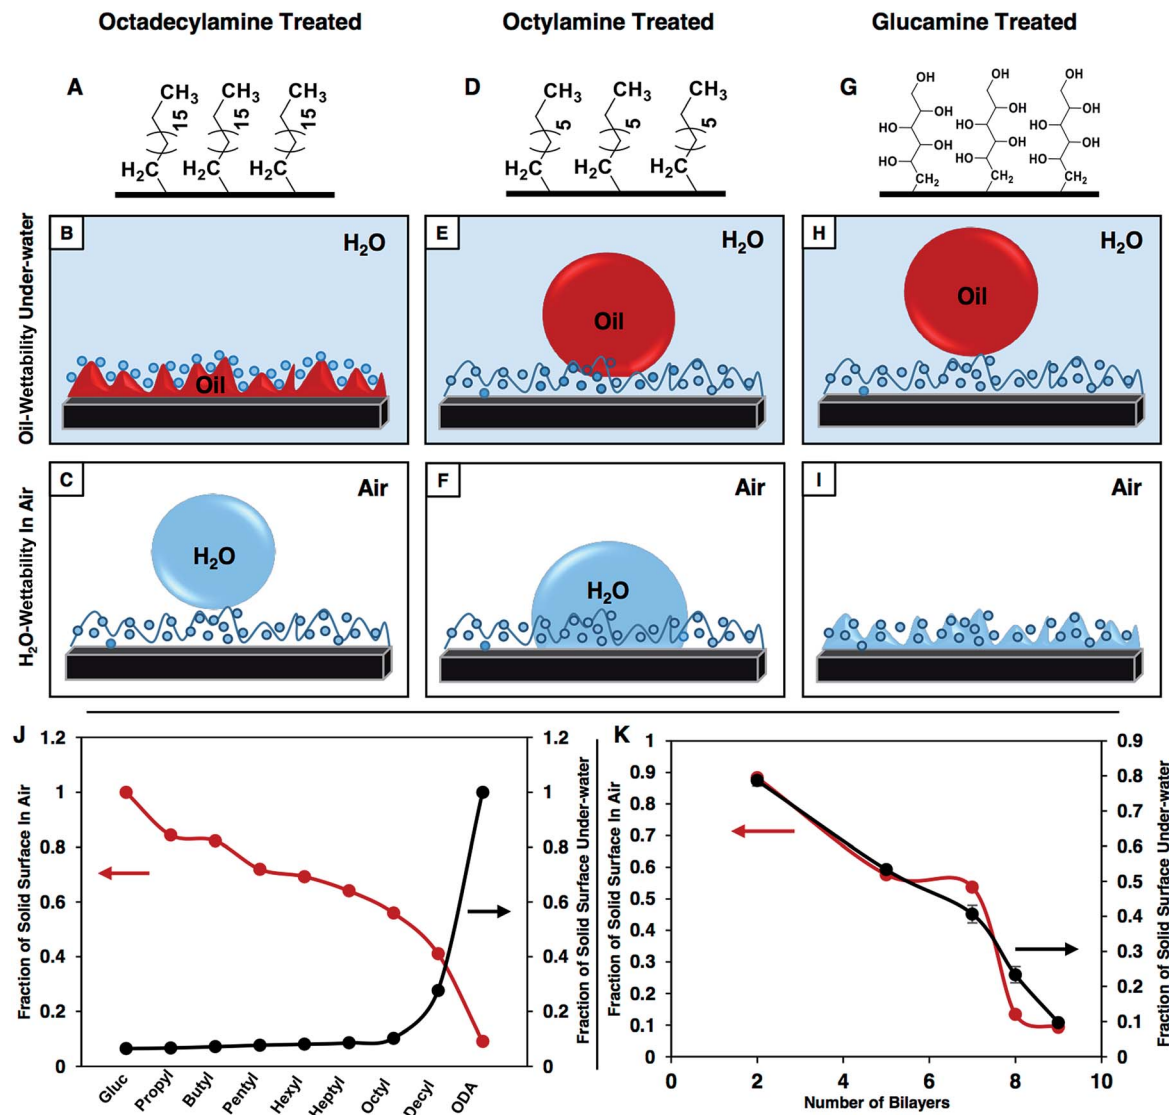 Octadecylamine Treated
Octylamine Treated
Glucamine Treated
A
CH3 CH3 CH3
15 15 15
H2C H2C H2C
D
CH3 CH3 CH3
5 5 5
H2C H2C H2C
G
OH OH OH
OH OH OH
HO HO HO
OH OH OH
HO HO HO
CH2 CH2 CH2
Oil-Wettability Under-water
B
H2O
Oil
E
H2O
Oil
H
H2O
Oil
H2O-Wettability In Air
C
Air
H2O
F
Air
H2O
I
Air
J
Fraction of Solid Surface In Air
1.2
1
0.8
0.6
0.4
0.2
0
1.2
1
0.8
0.6
0.4
0.2
0
Fraction of Solid Surface Under-water
Gluc Propyl Butyl Pentyl Hexyl Heptyl Octyl Decyl ODA
K
Fraction of Solid Surface In Air
1
0.9
0.8
0.7
0.6
0.5
0.4
0.3
0.2
0.1
0
0.9
0.8
0.7
0.6
0.5
0.4
0.3
0.2
0.1
0
Fraction of Solid Surface Under-water
0 2 4 6 8 10
Number of Bilayers